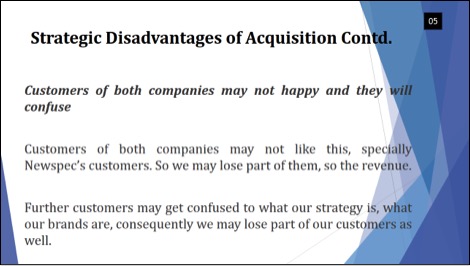 05
Strategic Disadvantages of Acquisition Contd.
Customers of both companies may not happy and they will
confuse
Customers of both companies may not like this, specially
Newspec's customers. So we may lose part of them, so the revenue.
Further customers may get confused to what our strategy is, what
our brands are, consequently we may lose part of our customers as
well.